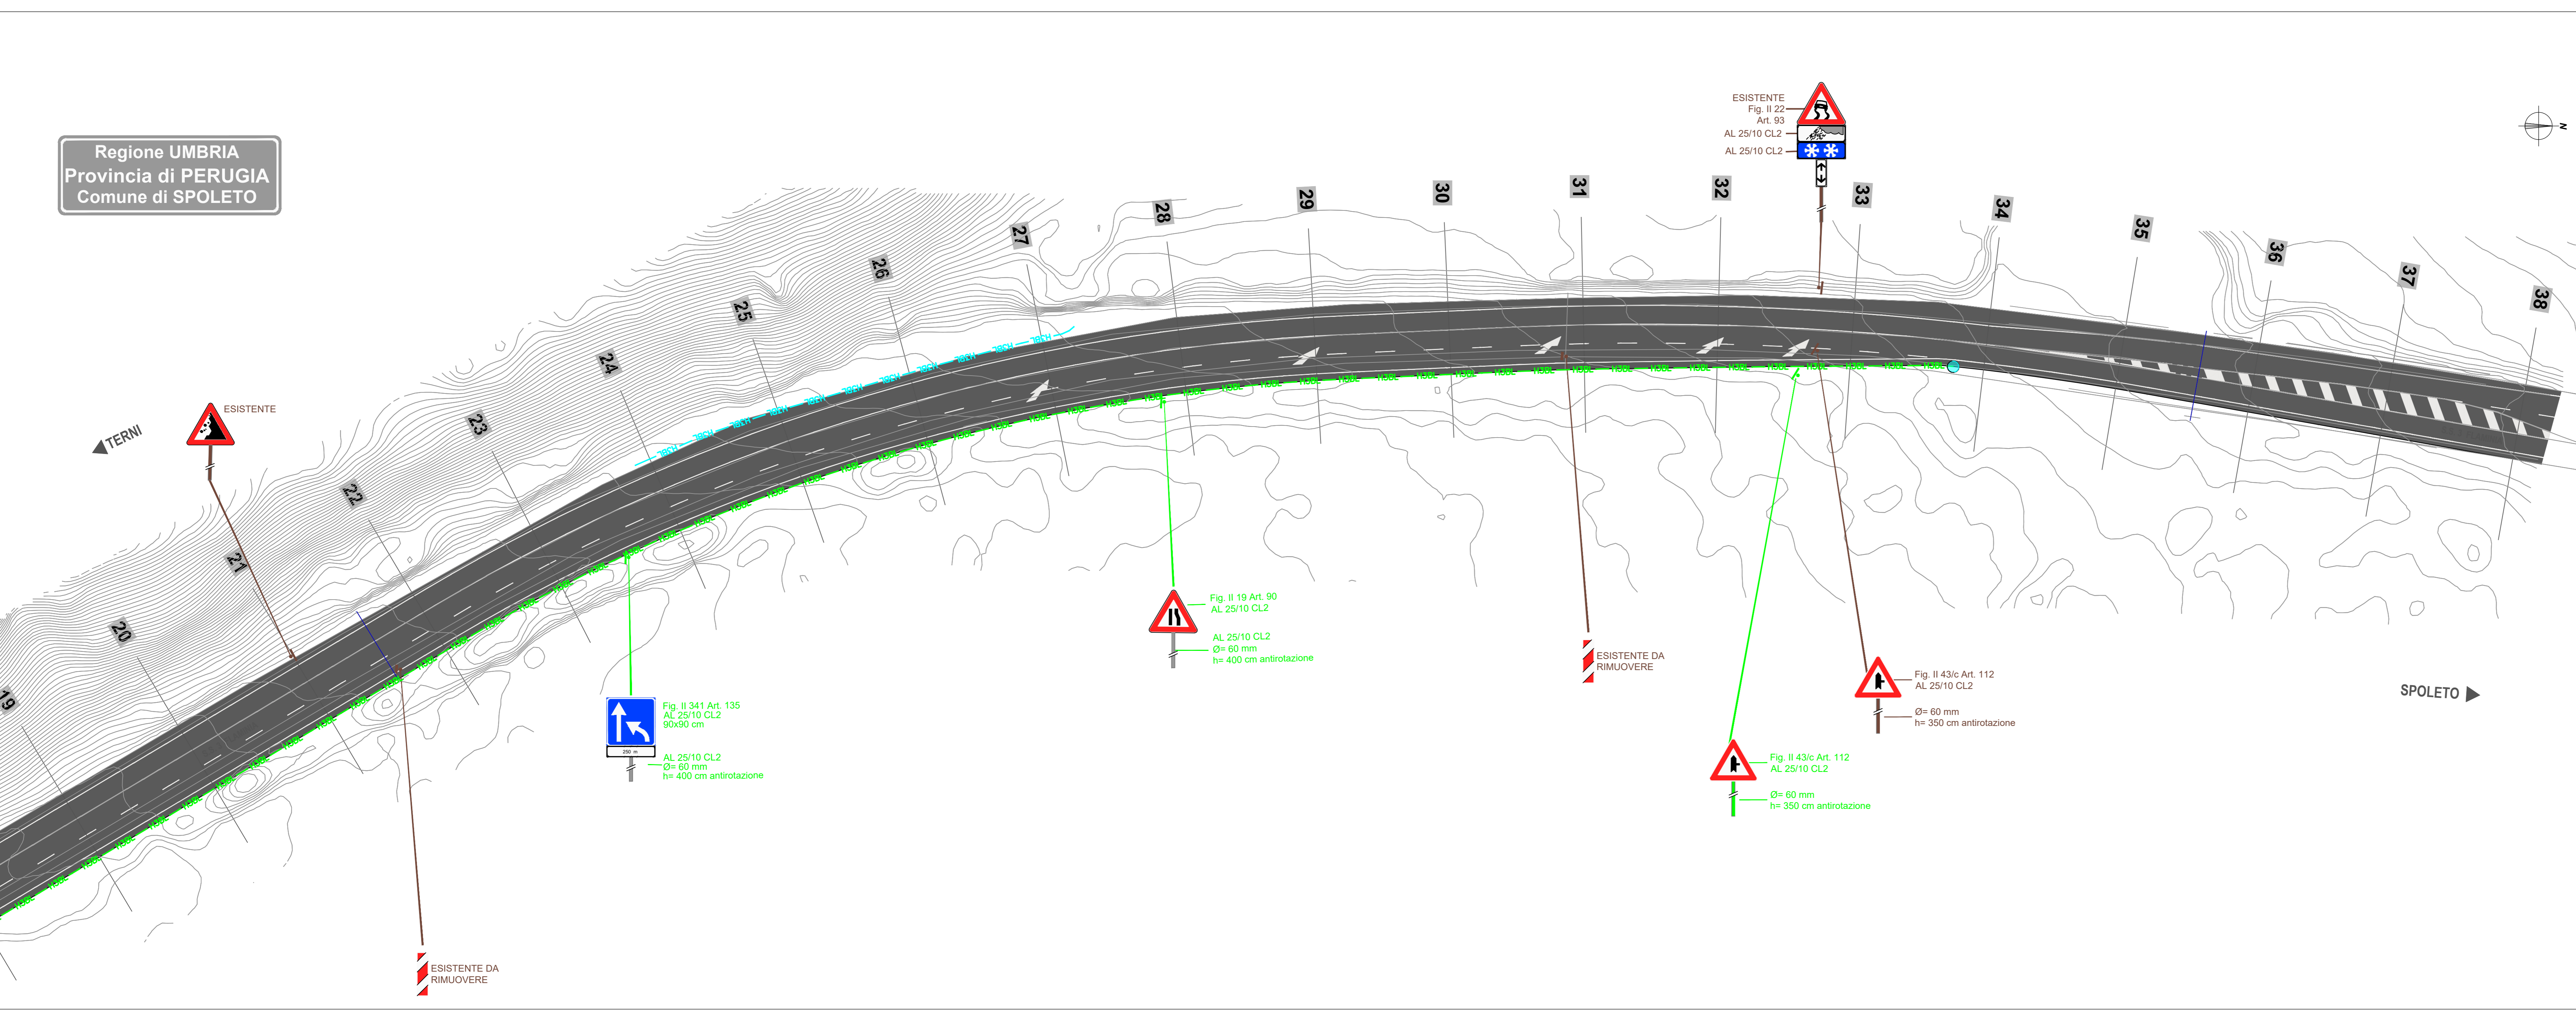 Regione UMBRIA
Provincia di PERUGIA
Comune di SPOLETO
ESISTENTE
Fig. II 22
Art. 93
AL 25/10 CL2
AL 25/10 CL2
N
19
20
21
22
23
24
25
26
27
28
29
30
31
32
33
34
35
36
37
38
TERNI
ESISTENTE
Fig. II 341 Art. 135
AL 25/10 CL2
90x90 cm
250 m
AL 25/10 CL2
Ø= 60 mm
h= 400 cm antirotazione
Fig. II 19 Art. 90
AL 25/10 CL2
AL 25/10 CL2
Ø= 60 mm
h= 400 cm antirotazione
ESISTENTE DA
RIMUOVERE
Fig. II 43/c Art. 112
AL 25/10 CL2
Ø= 60 mm
h= 350 cm antirotazione
SPOLETO
Fig. II 43/c Art. 112
AL 25/10 CL2
Ø= 60 mm
h= 350 cm antirotazione
ESISTENTE DA
RIMUOVERE